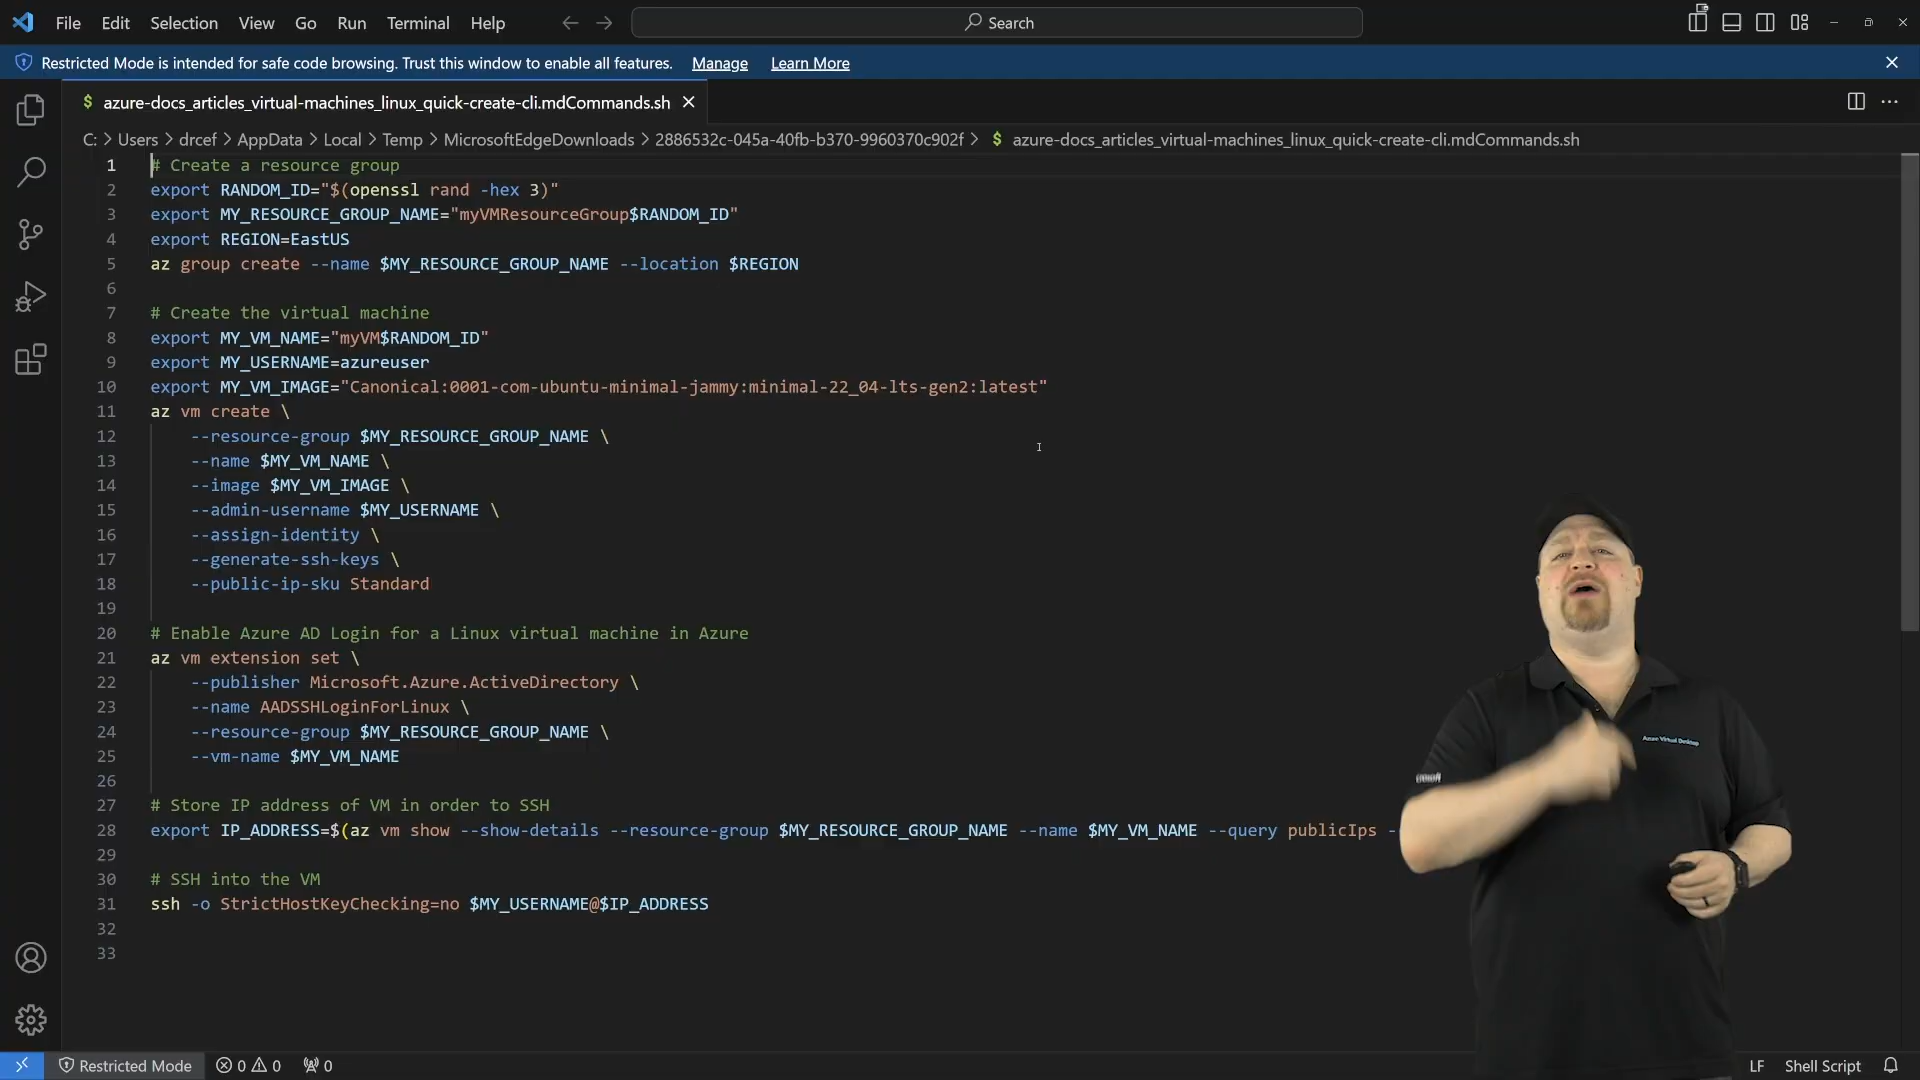 File Edit Selection View Go Run Terminal Help
Search
Restricted Mode is intended for safe code browsing. Trust this window to enable all features. Manage Learn More
$ azure-docs_articles_virtual-machines_linux_quick-create-cli.mdCommands.sh
C: > Users > drcef > AppData > Local > Temp > MicrosoftEdgeDownloads > 2886532c-045a-40fb-b370-9960370c902f > $ azure-docs_articles_virtual-machines_linux_quick-create-cli.mdCommands.sh
1 # Create a resource group
2 export RANDOM_ID="$(openssl rand -hex 3)"
3 export MY_RESOURCE_GROUP_NAME="myVMResourceGroup$RANDOM_ID"
4 export REGION=EastUS
5 az group create --name $MY_RESOURCE_GROUP_NAME --location $REGION
6
7 # Create the virtual machine
8 export MY_VM_NAME="myVM$RANDOM_ID"
9 export MY_USERNAME=azureuser
10 export MY_VM_IMAGE="Canonical:0001-com-ubuntu-minimal-jammy:minimal-22_04-lts-gen2:latest"
11 az vm create \
12 --resource-group $MY_RESOURCE_GROUP_NAME \
13 --name $MY_VM_NAME \
14 --image $MY_VM_IMAGE \
15 --admin-username $MY_USERNAME \
16 --assign-identity \
17 --generate-ssh-keys \
18 --public-ip-sku Standard
19
20 # Enable Azure AD Login for a Linux virtual machine in Azure
21 az vm extension set \
22 --publisher Microsoft.Azure.ActiveDirectory \
23 --name AADSSHLoginForLinux \
24 --resource-group $MY_RESOURCE_GROUP_NAME \
25 --vm-name $MY_VM_NAME
26
27 # Store IP address of VM in order to SSH
28 export IP_ADDRESS=$(az vm show --show-details --resource-group $MY_RESOURCE_GROUP_NAME --name $MY_VM_NAME --query publicIps -
29
30 # SSH into the VM
31 ssh -o StrictHostKeyChecking=no $MY_USERNAME@$IP_ADDRESS
32
33
Azure Virtual Desktop
Restricted Mode 0 0 0
LF Shell Script